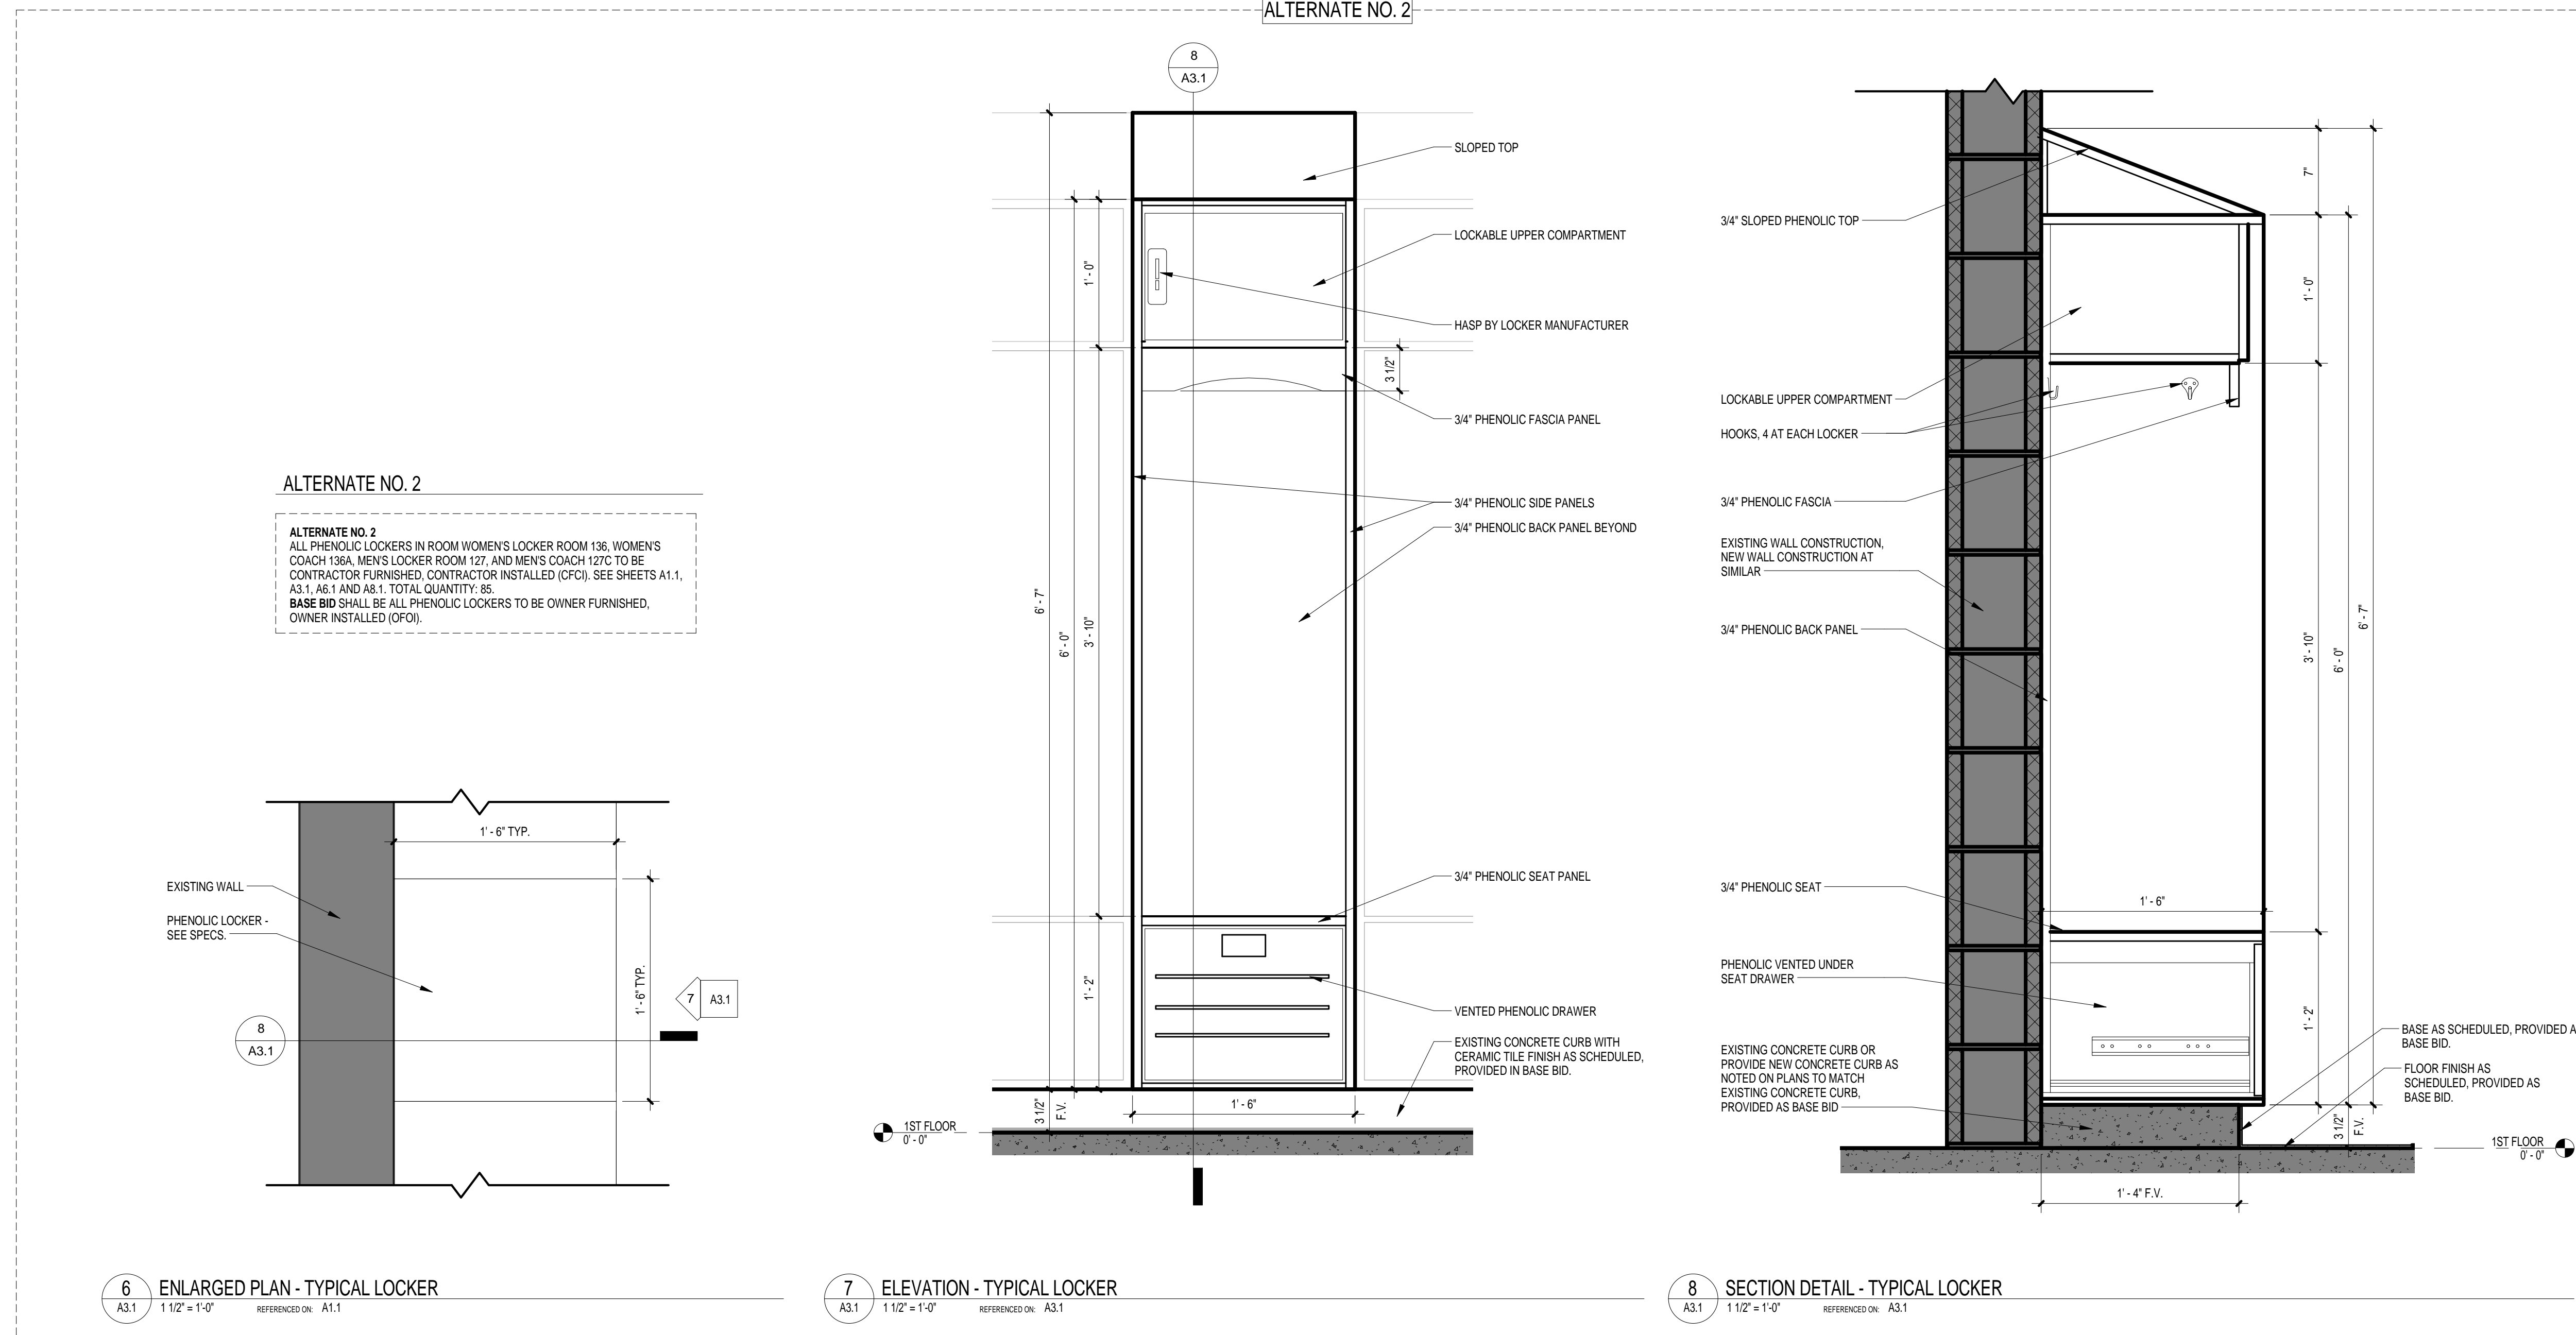 ALTERNATE NO. 2
ALTERNATE NO. 2
ALTERNATE NO. 2
ALL PHENOLIC LOCKERS IN ROOM WOMEN'S LOCKER ROOM 136, WOMEN'S
COACH 136A, MEN'S LOCKER ROOM 127, AND MEN'S COACH 127C TO BE
CONTRACTOR FURNISHED, CONTRACTOR INSTALLED (CFCI). SEE SHEETS A1.1,
A3.1, A6.1 AND A8.1. TOTAL QUANTITY: 85.
BASE BID SHALL BE ALL PHENOLIC LOCKERS TO BE OWNER FURNISHED,
OWNER INSTALLED (OFOI).
1' - 6" TYP.
EXISTING WALL
PHENOLIC LOCKER -
SEE SPECS.
1' - 6" TYP.
7
A3.1
8
A3.1
6
A3.1
ENLARGED PLAN - TYPICAL LOCKER
1 1/2" = 1'-0"
REFERENCED ON: A1.1
8
A3.1
SLOPED TOP
LOCKABLE UPPER COMPARTMENT
1' - 0"
HASP BY LOCKER MANUFACTURER
3 1/2"
3/4" PHENOLIC FASCIA PANEL
3/4" PHENOLIC SIDE PANELS
3/4" PHENOLIC BACK PANEL BEYOND
6' - 7"
6' - 0"
3' - 10"
3/4" PHENOLIC SEAT PANEL
1' - 2"
VENTED PHENOLIC DRAWER
EXISTING CONCRETE CURB WITH
CERAMIC TILE FINISH AS SCHEDULED,
PROVIDED IN BASE BID.
3 1/2"
F.V.
1' - 6"
1ST FLOOR
0' - 0"
7
A3.1
ELEVATION - TYPICAL LOCKER
1 1/2" = 1'-0"
REFERENCED ON: A3.1
7"
3/4" SLOPED PHENOLIC TOP
1' - 0"
LOCKABLE UPPER COMPARTMENT
HOOKS, 4 AT EACH LOCKER
3/4" PHENOLIC FASCIA
EXISTING WALL CONSTRUCTION,
NEW WALL CONSTRUCTION AT
SIMILAR
3/4" PHENOLIC BACK PANEL
3' - 10"
6' - 0"
6' - 7"
3/4" PHENOLIC SEAT
1' - 6"
PHENOLIC VENTED UNDER
SEAT DRAWER
1' - 2"
EXISTING CONCRETE CURB OR
PROVIDE NEW CONCRETE CURB AS
NOTED ON PLANS TO MATCH
EXISTING CONCRETE CURB,
PROVIDED AS BASE BID
BASE AS SCHEDULED, PROVIDED A
BASE BID.
FLOOR FINISH AS
SCHEDULED, PROVIDED AS
BASE BID.
3 1/2"
F.V.
1ST FLOOR
0' - 0"
1' - 4" F.V.
8
A3.1
SECTION DETAIL - TYPICAL LOCKER
1 1/2" = 1'-0"
REFERENCED ON: A3.1